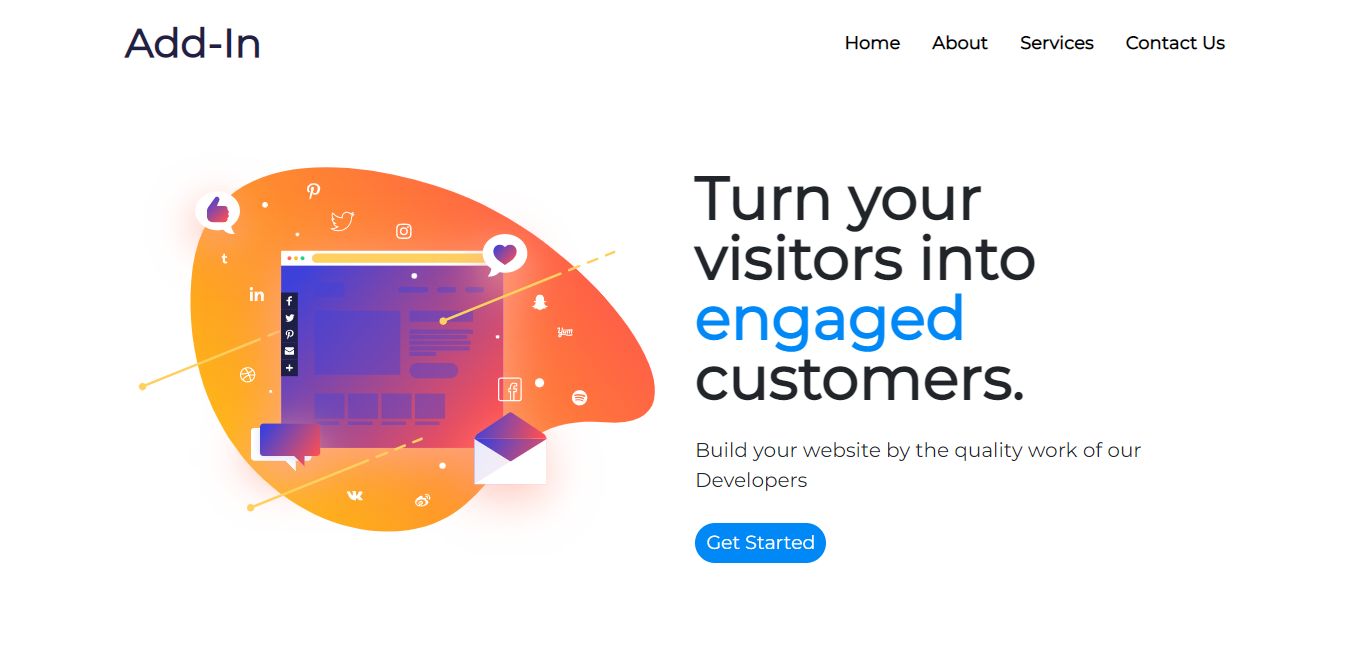 Add-In
Home About Services Contact Us
Turn your
visitors into
engaged
customers.
Build your website by the quality work of our
Developers
Get Started
Yum